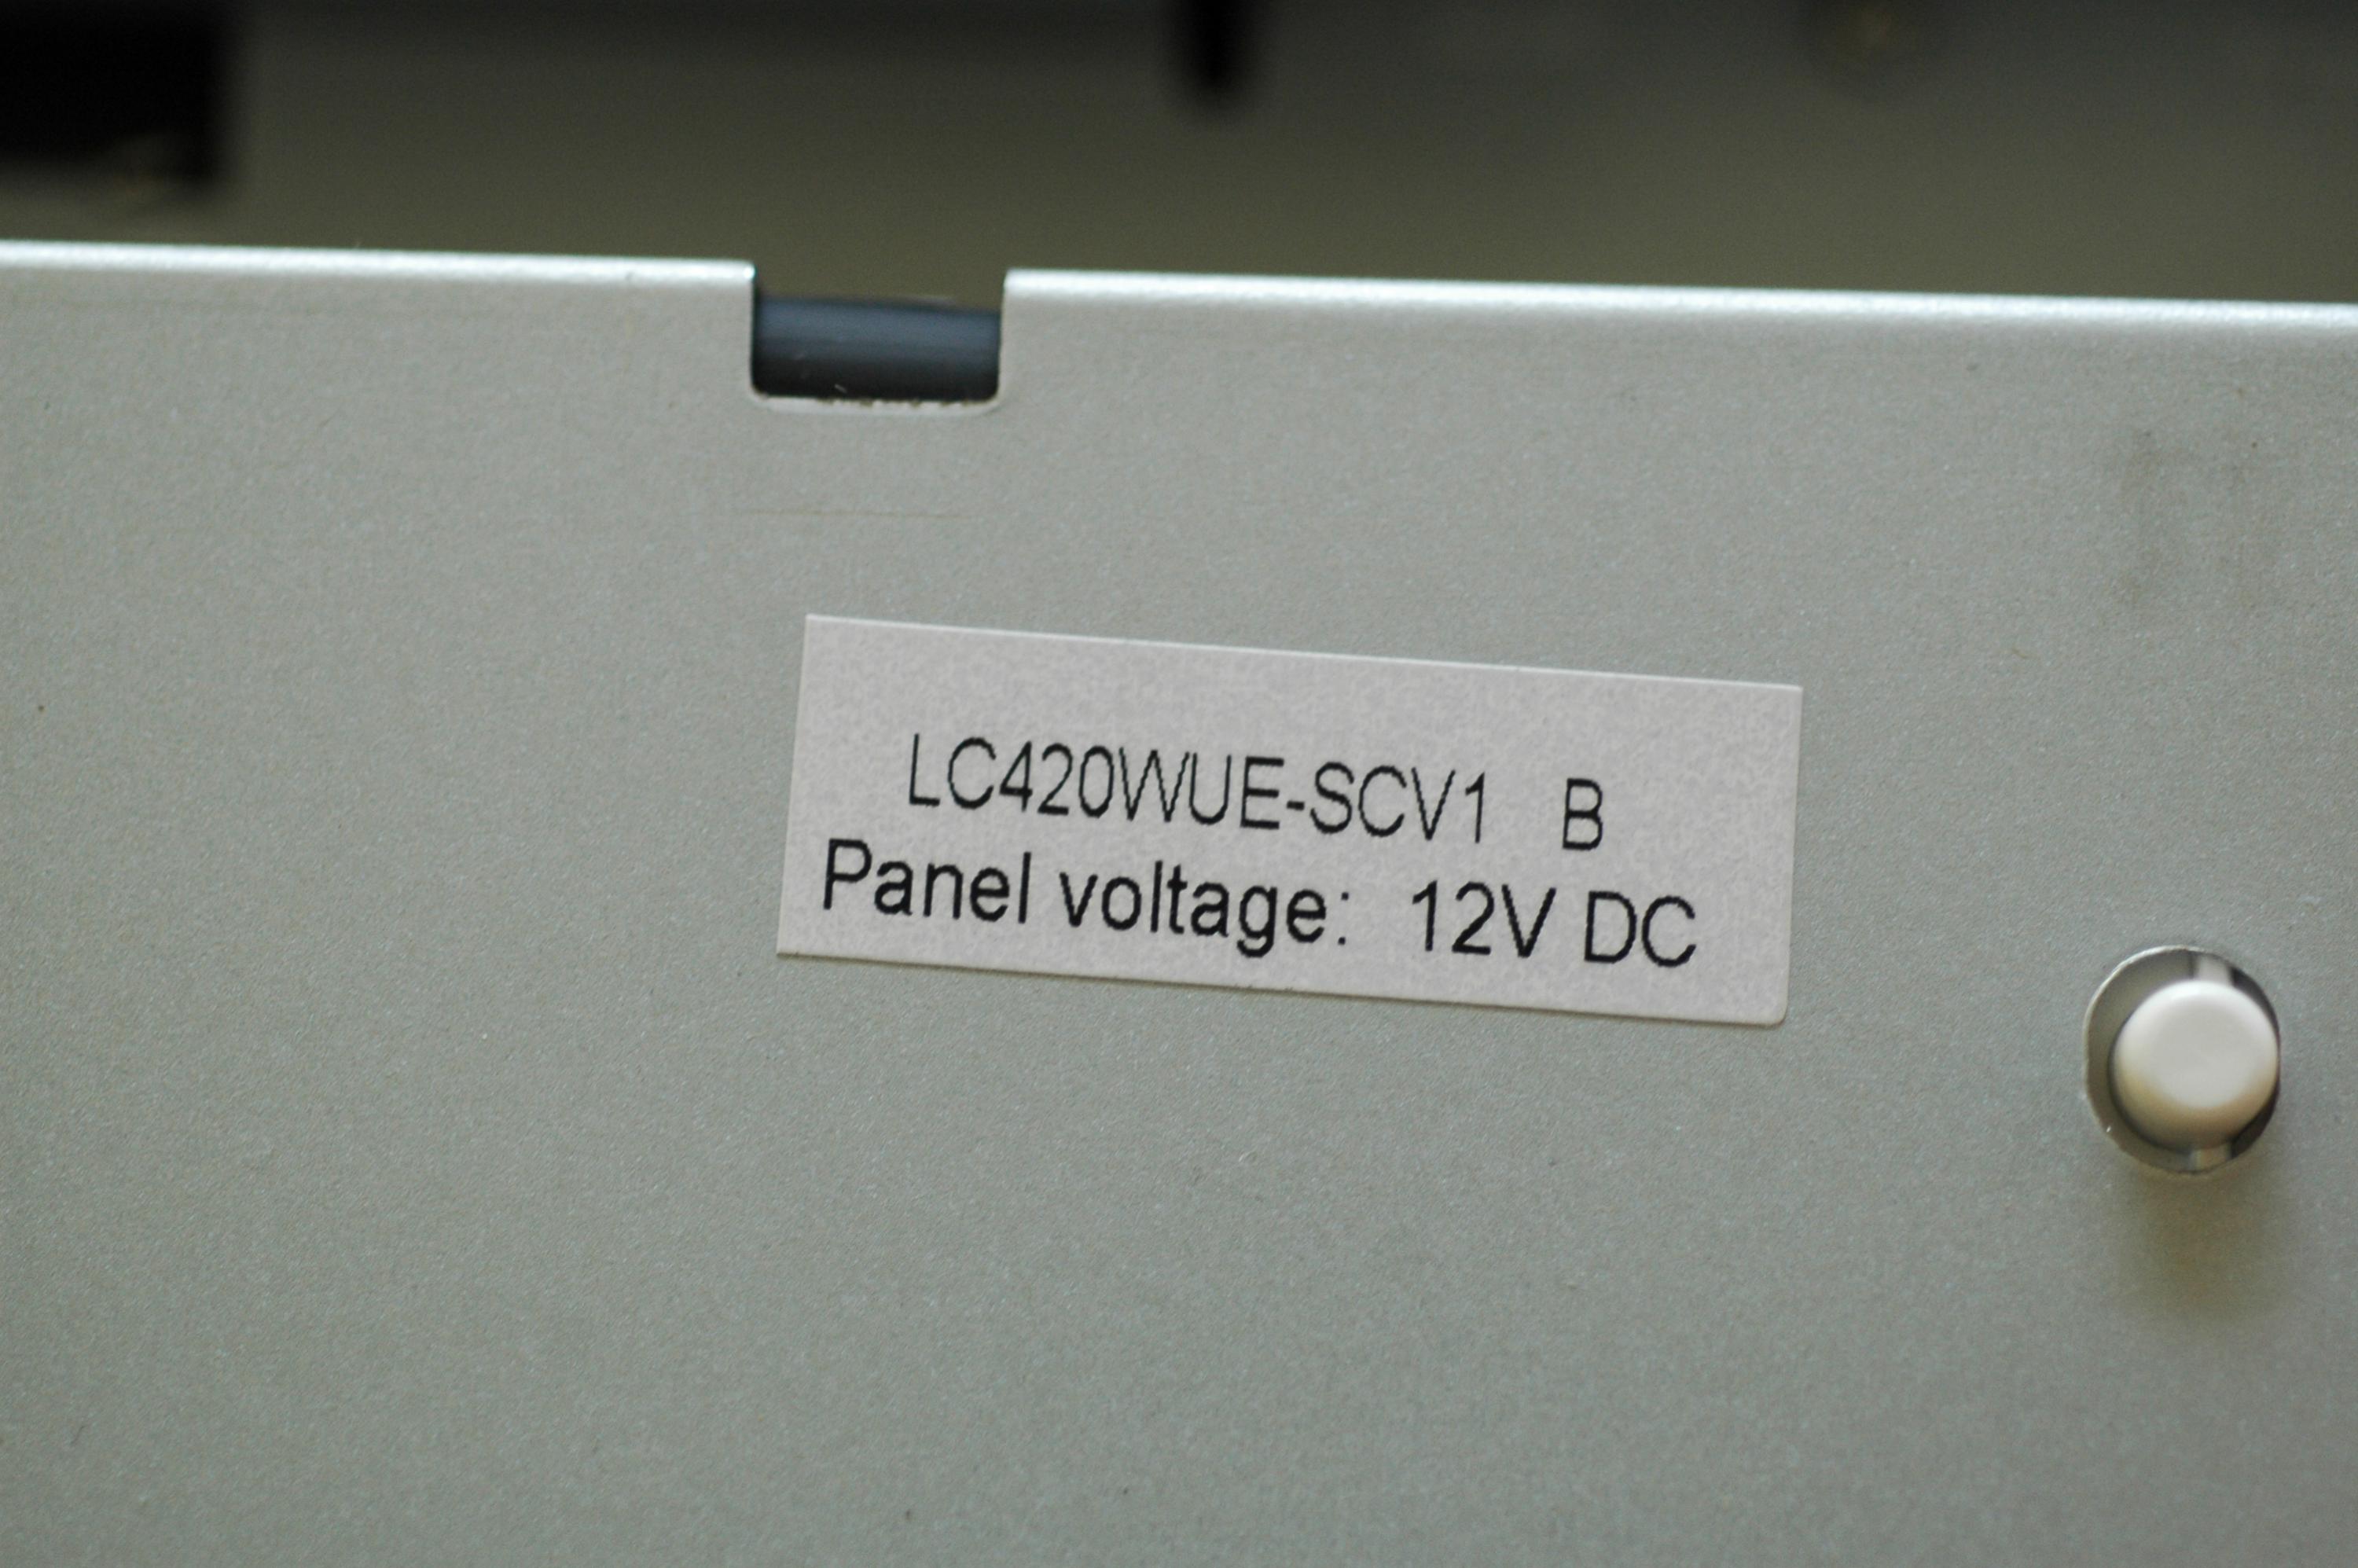 LC420WUE-SCV1 B
Panel voltage: 12V DC